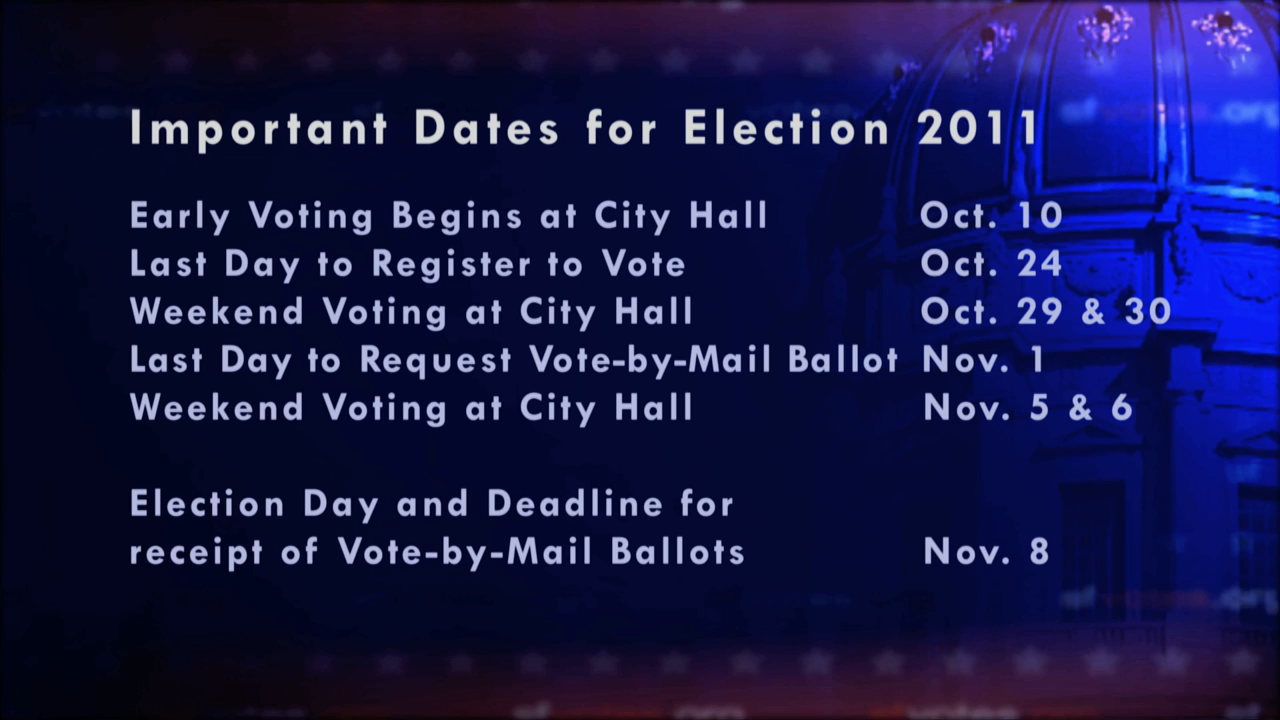 Important Dates for Election 2011
Early Voting Begins at City Hall Oct. 10
Last Day to Register to Vote Oct. 24
Weekend Voting at City Hall Oct. 29 & 30
Last Day to Request Vote-by-Mail Ballot Nov. 1
Weekend Voting at City Hall Nov. 5 & 6
Election Day and Deadline for
receipt of Vote-by-Mail Ballots Nov. 8